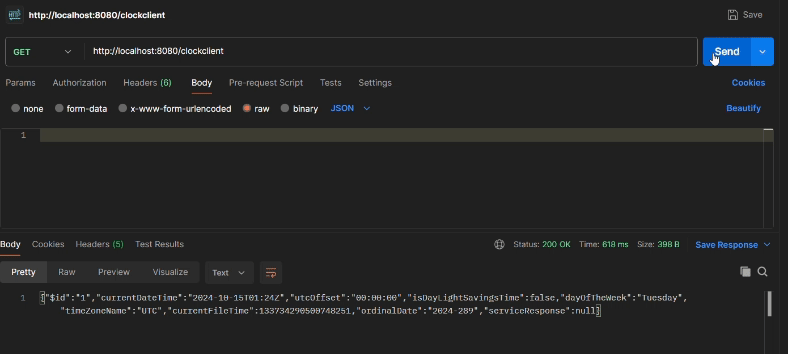 http://localhost:8080/clockclient
Save
GET
http://localhost:8080/clockclient
Send
Params Authorization Headers (6) Body Pre-request Script Tests Settings Cookies
none form-data x-www-form-urlencoded raw binary JSON Beautify
1
Body Cookies Headers (5) Test Results Status: 200 OK Time: 618 ms Size: 398 B Save Response
Pretty Raw Preview Visualize Text
1 {"$id":"1","currentDateTime":"2024-10-15T01:24Z","utcOffset":"00:00:00","isDayLightSavingsTime":false,"dayOfTheWeek":"Tuesday",
"timeZoneName":"UTC","currentFileTime":133734290500748251,"ordinalDate":"2024-289","serviceResponse":null}